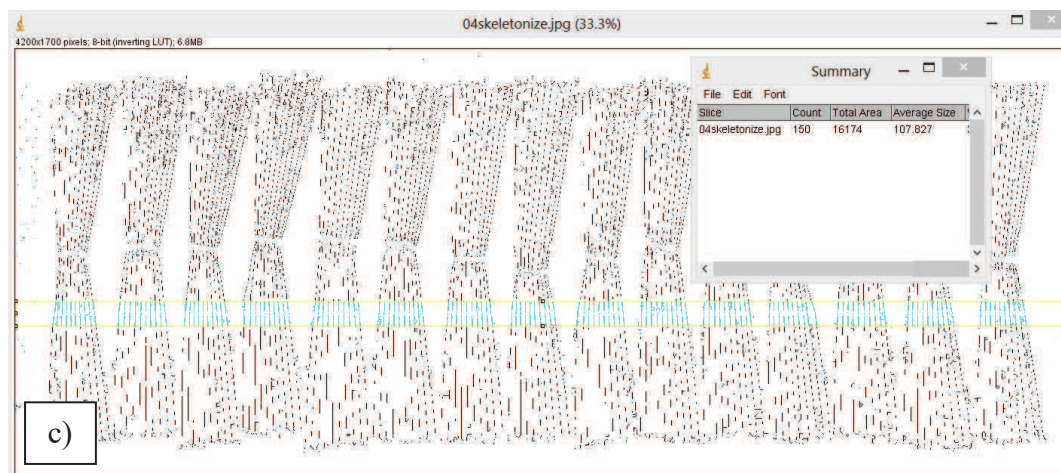 04skeletonize.jpg (33.3%)
4200x1700 pixels; 8-bit (inverting LUT); 6.8MB
Summary
File Edit Font
Slice Count Total Area Average Size
04skeletonize.jpg 150 16174 107.827
c)